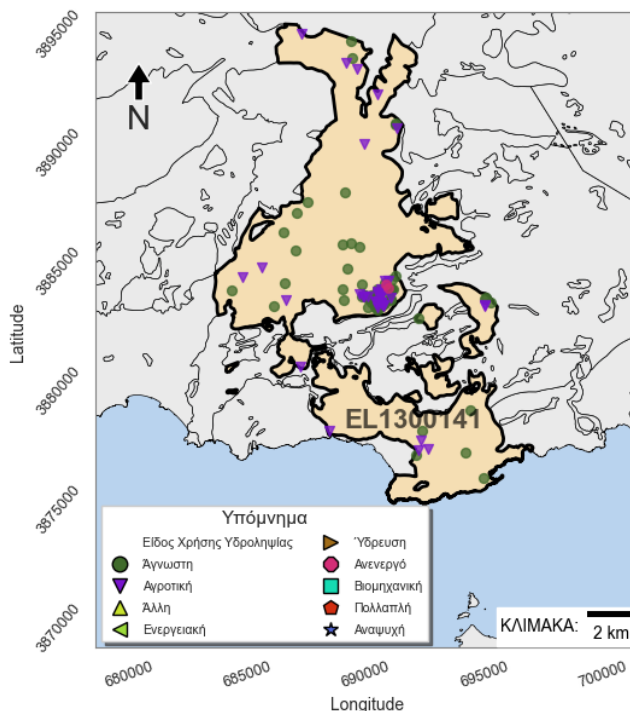 3895000
3890000
3885000
3880000
3875000
3870000
Latitude
N
EL1300141
Υπόμνημα
Είδος Χρήσης Υδροληψίας
Άγνωστη
Αγροτική
Άλλη
Ενεργειακή
Ύδρευση
Ανενεργό
Βιομηχανική
Πολλαπλή
Αναψυχή
ΚΛΙΜΑΚΑ:
2 km
680000 685000 690000 695000 700000
Longitude